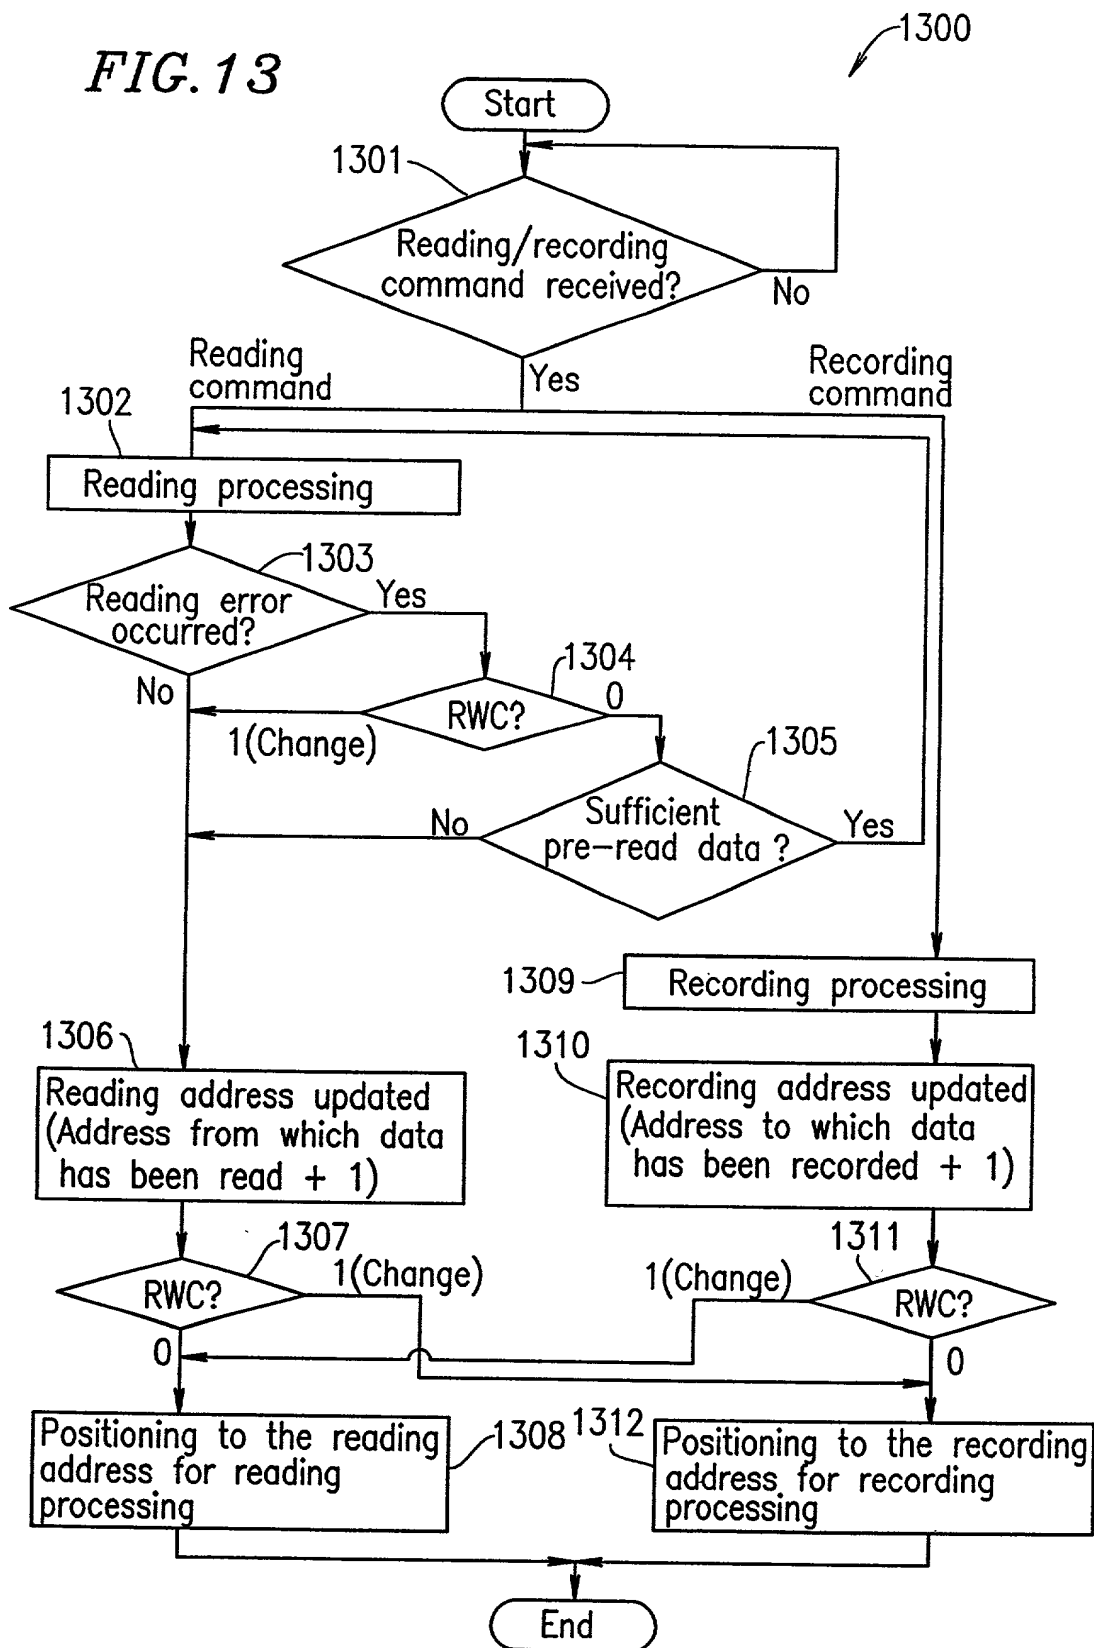 1300
FIG.13
Start
1301
Reading/recording
command received?
No
Reading
command
Yes
Recording
command
1302
Reading processing
1303
Reading error
occurred?
Yes
No
1304
RWC?
0
1(Change)
1305
Sufficient
pre-read data ?
No
Yes
1309
Recording processing
1306
Reading address updated
(Address from which data
has been read + 1)
1310
Recording address updated
(Address to which data
has been recorded + 1)
1307
RWC?
1(Change)
0
1311
1(Change)
RWC?
0
Positioning to the reading
address for reading
processing
1308
1312
Positioning to the recording
address for recording
processing
End